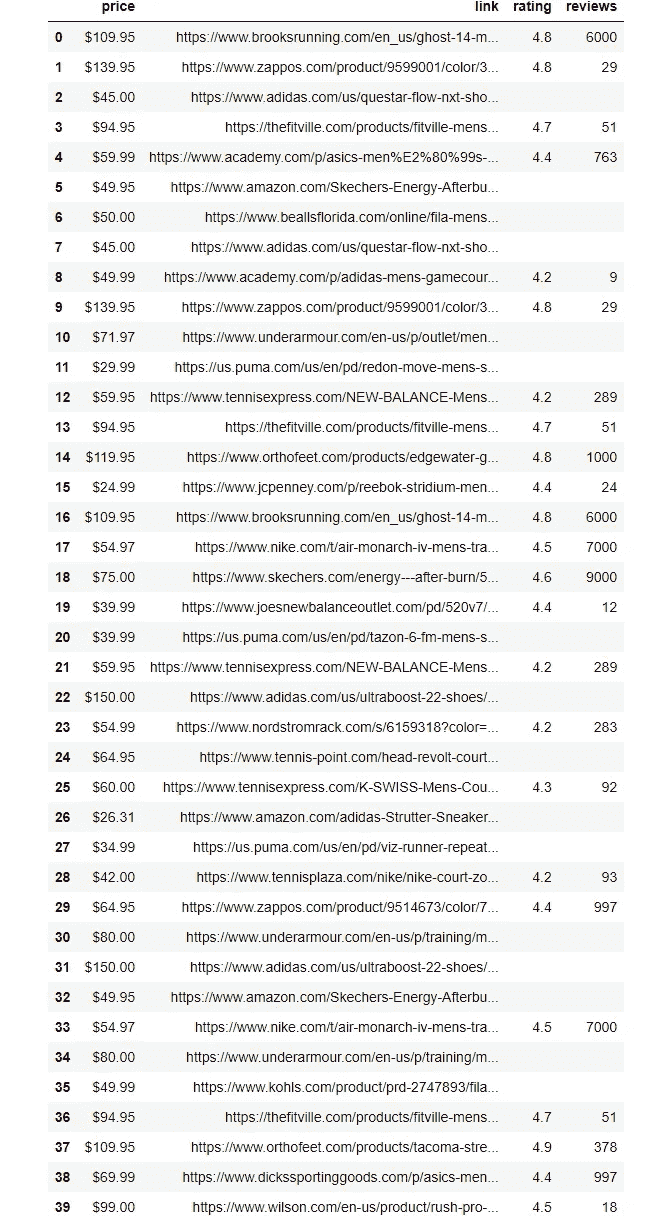 price link rating reviews
0 $109.95 https://www.brooksrunning.com/en_us/ghost-14-m... 4.8 6000
1 $139.95 https://www.zappos.com/product/9599001/color/3... 4.8 29
2 $45.00 https://www.adidas.com/us/questar-flow-nxt-sho...
3 $94.95 https://thefitville.com/products/fitville-mens... 4.7 51
4 $59.99 https://www.academy.com/p/asics-men%E2%80%99s-... 4.4 763
5 $49.95 https://www.amazon.com/Skechers-Energy-Afterbu...
6 $50.00 https://www.beallsflorida.com/online/fila-mens...
7 $45.00 https://www.adidas.com/us/questar-flow-nxt-sho...
8 $49.99 https://www.academy.com/p/adidas-mens-gamecour... 4.2 9
9 $139.95 https://www.zappos.com/product/9599001/color/3... 4.8 29
10 $71.97 https://www.underarmour.com/en-us/p/outlet/men...
11 $29.99 https://us.puma.com/us/en/pd/redon-move-mens-s...
12 $59.95 https://www.tennisexpress.com/NEW-BALANCE-Mens... 4.2 289
13 $94.95 https://thefitville.com/products/fitville-mens... 4.7 51
14 $119.95 https://www.orthofeet.com/products/edgewater-g... 4.8 1000
15 $24.99 https://www.jcpenney.com/p/reebok-stridium-men... 4.4 24
16 $109.95 https://www.brooksrunning.com/en_us/ghost-14-m... 4.8 6000
17 $54.97 https://www.nike.com/t/air-monarch-iv-mens-tra... 4.5 7000
18 $75.00 https://www.skechers.com/energy---after-burn/5... 4.6 9000
19 $39.99 https://www.joesnewbalanceoutlet.com/pd/520v7/... 4.4 12
20 $39.99 https://us.puma.com/us/en/pd/tazon-6-fm-mens-s...
21 $59.95 https://www.tennisexpress.com/NEW-BALANCE-Mens... 4.2 289
22 $150.00 https://www.adidas.com/us/ultraboost-22-shoes/...
23 $54.99 https://www.nordstromrack.com/s/6159318?color=... 4.2 283
24 $64.95 https://www.tennis-point.com/head-revolt-court...
25 $60.00 https://www.tennisexpress.com/K-SWISS-Mens-Cou... 4.3 92
26 $26.31 https://www.amazon.com/adidas-Strutter-Sneaker...
27 $34.99 https://us.puma.com/us/en/pd/viz-runner-repeat...
28 $42.00 https://www.tennisplaza.com/nike/nike-court-zo... 4.2 93
29 $64.95 https://www.zappos.com/product/9514673/color/7... 4.4 997
30 $80.00 https://www.underarmour.com/en-us/p/training/m...
31 $150.00 https://www.adidas.com/us/ultraboost-22-shoes/...
32 $49.95 https://www.amazon.com/Skechers-Energy-Afterbu...
33 $54.97 https://www.nike.com/t/air-monarch-iv-mens-tra... 4.5 7000
34 $80.00 https://www.underarmour.com/en-us/p/training/m...
35 $49.99 https://www.kohls.com/product/prd-2747893/fila...
36 $94.95 https://thefitville.com/products/fitville-mens... 4.7 51
37 $109.95 https://www.orthofeet.com/products/tacoma-stre... 4.9 378
38 $69.99 https://www.dickssportinggoods.com/p/asics-men... 4.4 997
39 $99.00 https://www.wilson.com/en-us/product/rush-pro-... 4.5 18